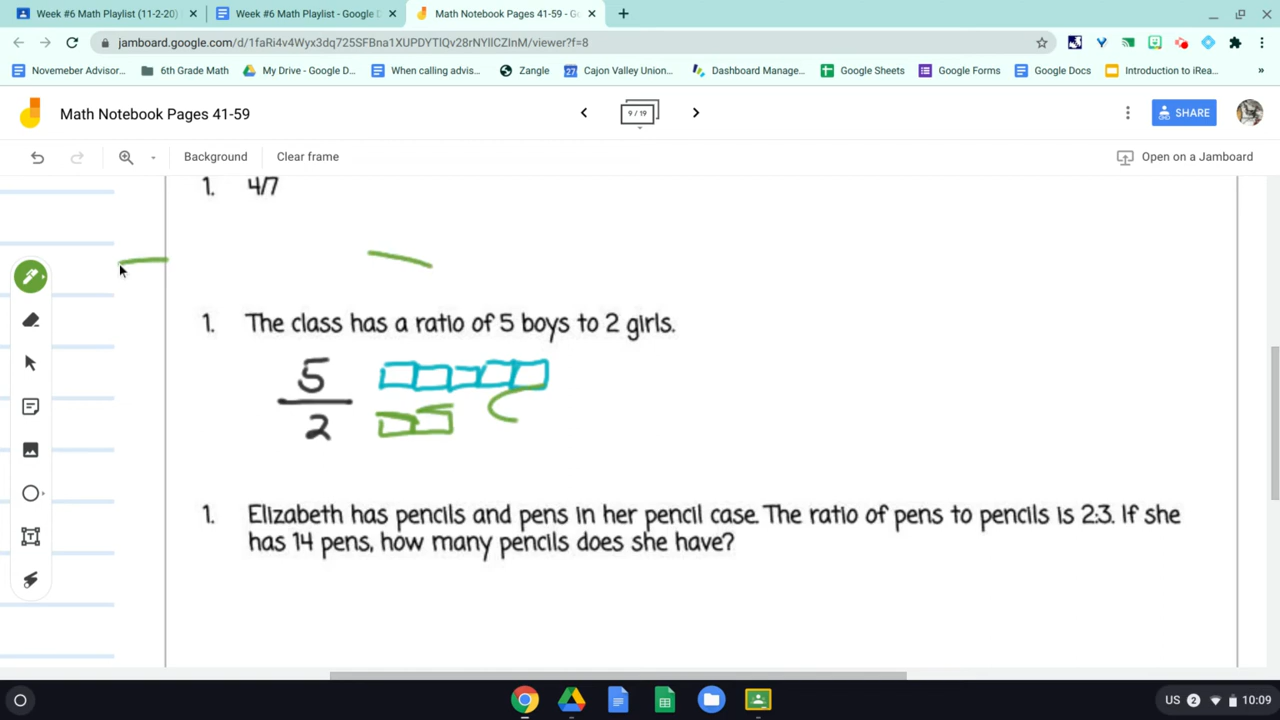 Week #6 Math Playlist (11-2-20)
Week #6 Math Playlist - Google D
Math Notebook Pages 41-59 - Go
jamboard.google.com/d/1faRi4v4Wyx3dq725SFBna1XUPDYTIQv28rNYllCZInM/viewer?f=8
Novemeber Advisor...
6th Grade Math
My Drive - Google D...
When calling advis...
Zangle
27
Cajon Valley Union...
Dashboard Manage...
Google Sheets
Google Forms
Google Docs
Introduction to iRea...
»
Math Notebook Pages 41-59
9 / 19
SHARE
Background
Clear frame
Open on a Jamboard
1. 4/7
1. The class has a ratio of 5 boys to 2 girls.
5
2
1. Elizabeth has pencils and pens in her pencil case. The ratio of pens to pencils is 2:3. If she
has 14 pens, how many pencils does she have?
US
2
10:09